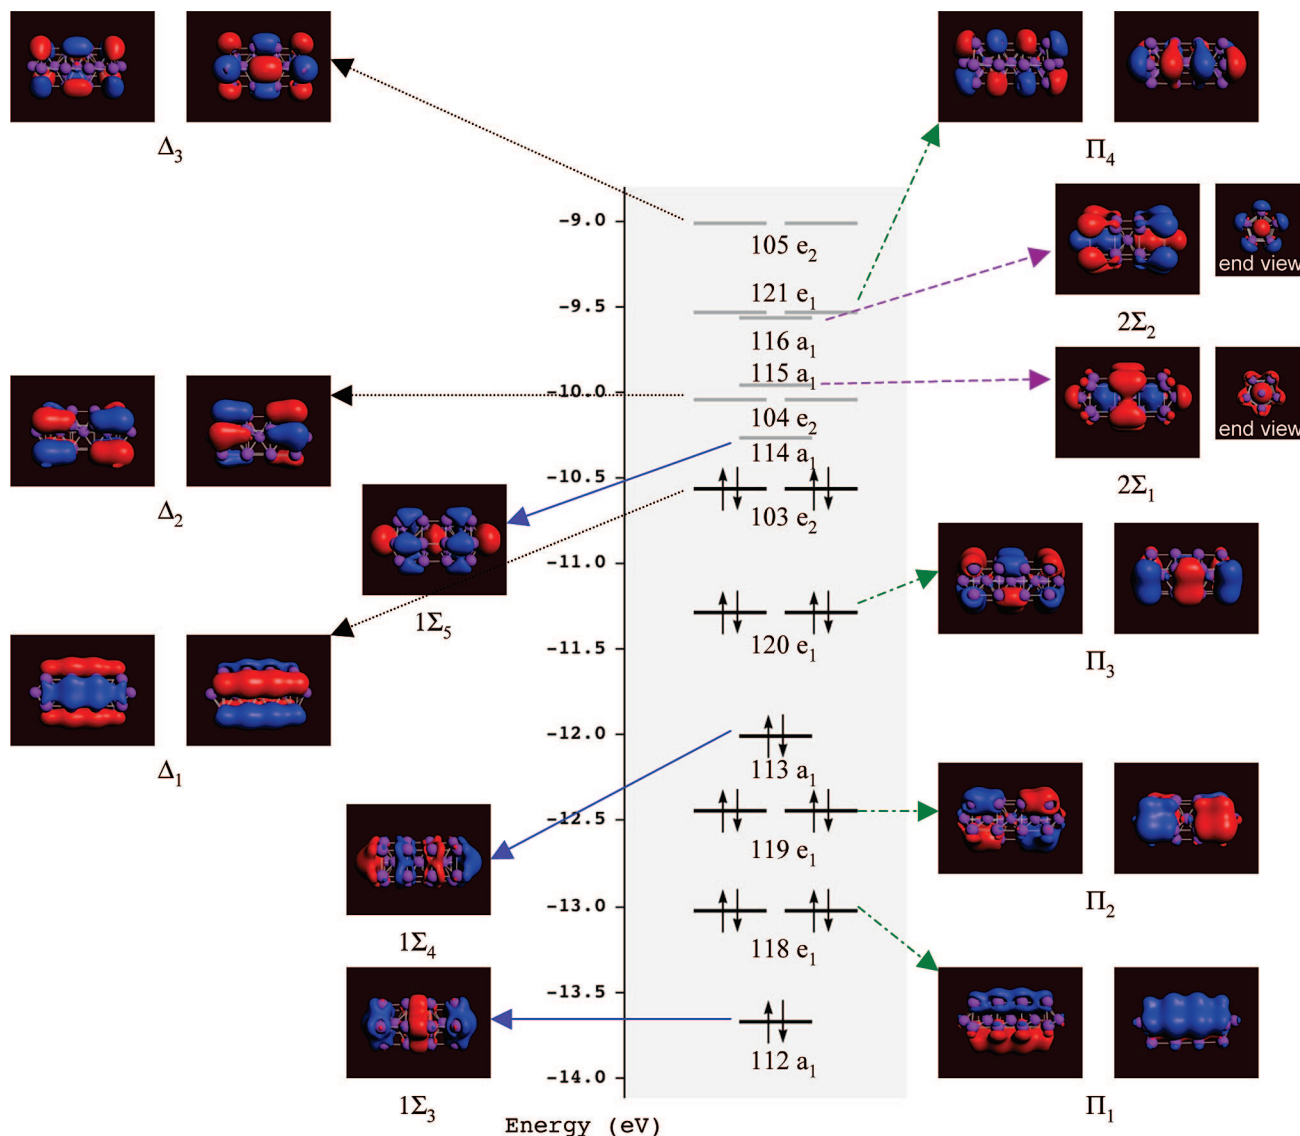 Δ₃
Π₄
-9.0
105 e₂
end view
121 e₁
-9.5
2Σ₂
116 a₁
115 a₁
-10.0
104 e₂
end view
114 a₁
-10.5
2Σ₁
Δ₂
103 e₂
-11.0
1Σ₅
120 e₁
-11.5
Π₃
-12.0
113 a₁
Δ₁
-12.5
119 e₁
Π₂
-13.0
1Σ₄
118 e₁
-13.5
112 a₁
-14.0
1Σ₃
Π₁
Energy (eV)